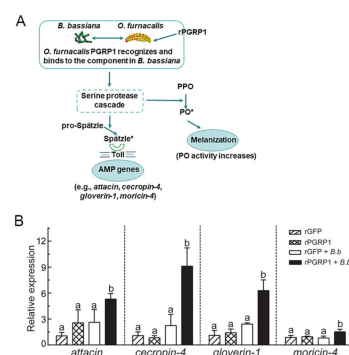 A
B. bassiana
O. furnacalis
rPGRP1
O. furnacalis PGRP1 recognizes and
binds to the component in B. bassiana
Serine protease
cascade
PPO
PO*
pro-Spätzle
Spätzle*
Toll
Melanization
(PO activity increases)
AMP genes
(e.g., attacin, cecropin-4,
gloverin-1, moricin-4)
B
Relative expression
12
9
6
3
0
rGFP
rPGRP1
rGFP + B.b
rPGRP1 + B.b
a a a b
a a a b
a a a b
a a a b
attacin
cecropin-4
gloverin-1
moricin-4